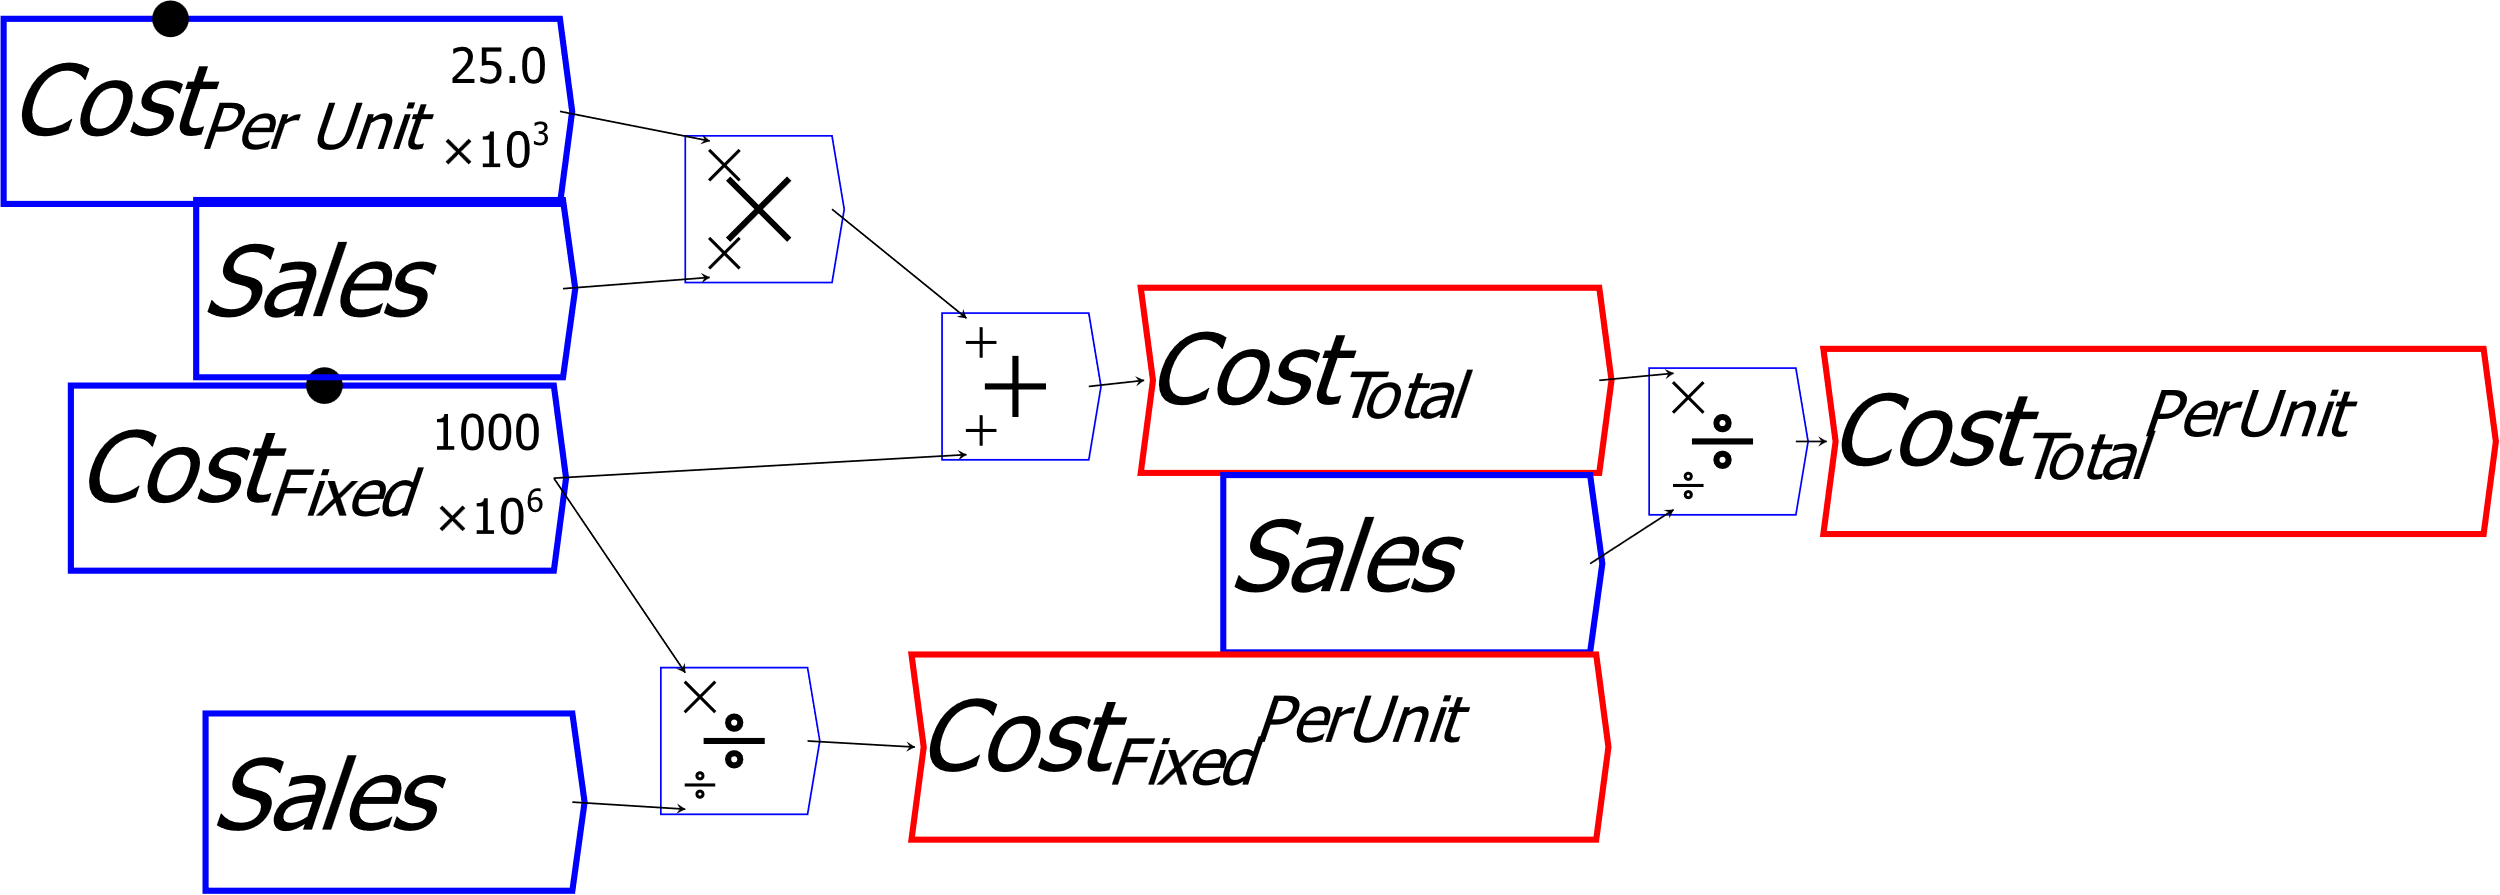 Cost Per Unit 25.0 ×10³
Sales
Cost Fixed 1000 ×10⁶
Sales
×
×
×
+
+
+
×
÷
÷
Cost Total
Sales
Cost Fixed PerUnit
×
÷
÷
Cost Total PerUnit